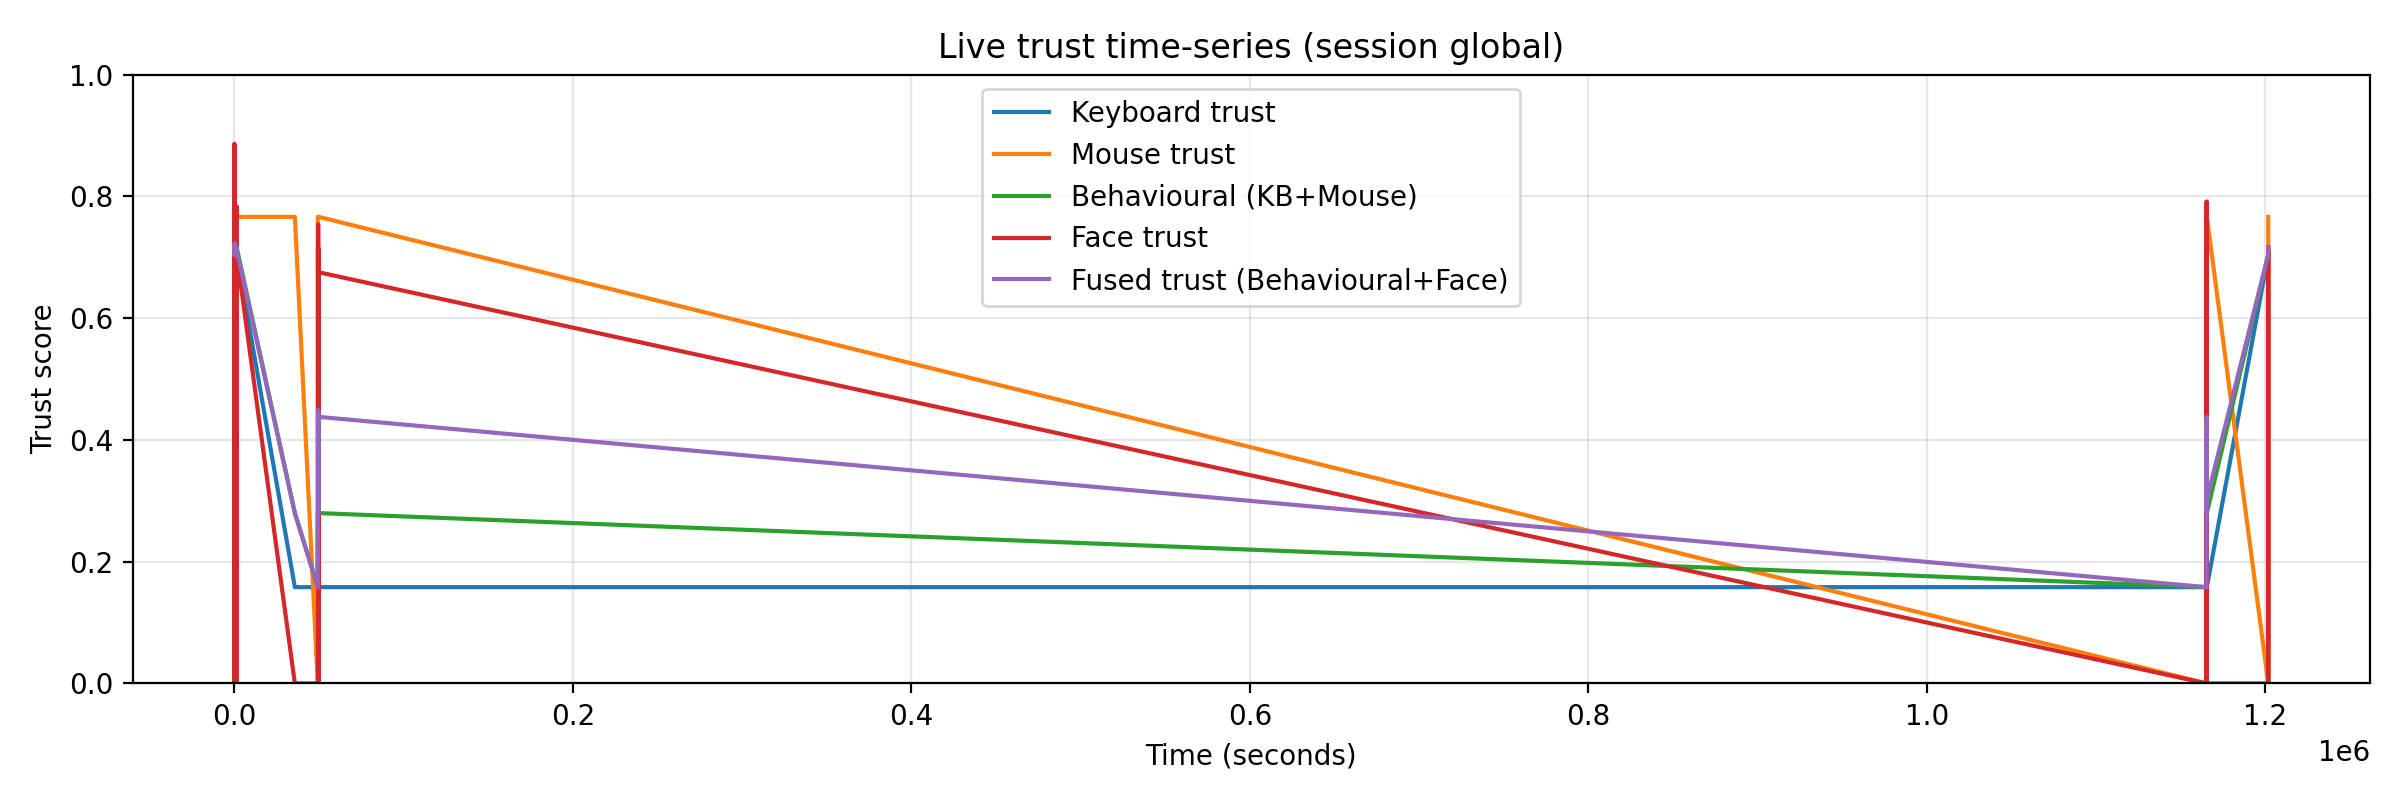 Live trust time-series (session global)
Keyboard trust
Mouse trust
Behavioural (KB+Mouse)
Face trust
Fused trust (Behavioural+Face)
Trust score
1.0
0.8
0.6
0.4
0.2
0.0
0.0 0.2 0.4 0.6 0.8 1.0 1.2
1e6
Time (seconds)